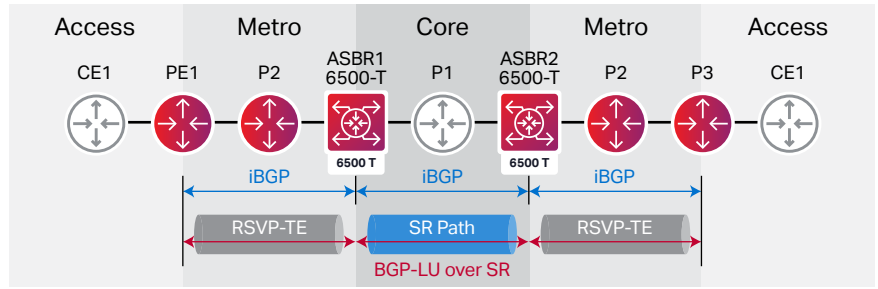 Access Metro Core Metro Access
CE1 PE1 P2 ASBR1 6500-T P1 ASBR2 6500-T P2 P3 CE1
6500 T 6500 T
iBGP iBGP iBGP
RSVP-TE SR Path RSVP-TE
BGP-LU over SR